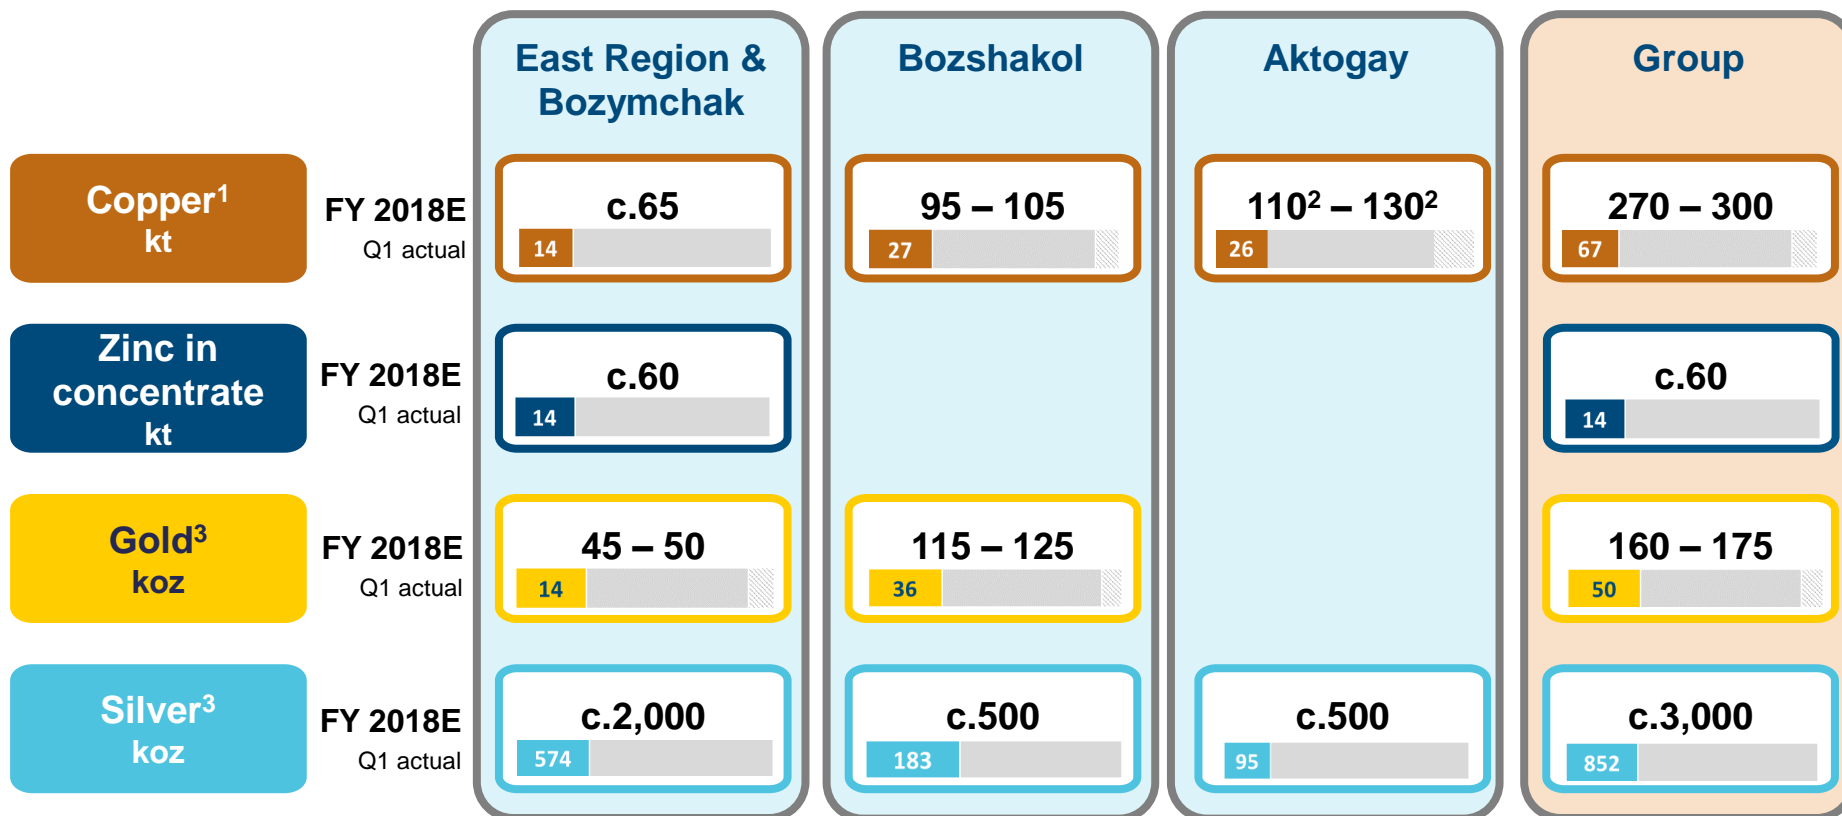 East Region &
Bozymchak
Bozshakol
Aktogay
Group
Copper¹
kt
FY 2018E
Q1 actual
c.65
14
95 – 105
27
110² – 130²
26
270 – 300
67
Zinc in
concentrate
kt
FY 2018E
Q1 actual
c.60
14
c.60
14
Gold³
koz
FY 2018E
Q1 actual
45 – 50
14
115 – 125
36
160 – 175
50
Silver³
koz
FY 2018E
Q1 actual
c.2,000
574
c.500
183
c.500
95
c.3,000
852